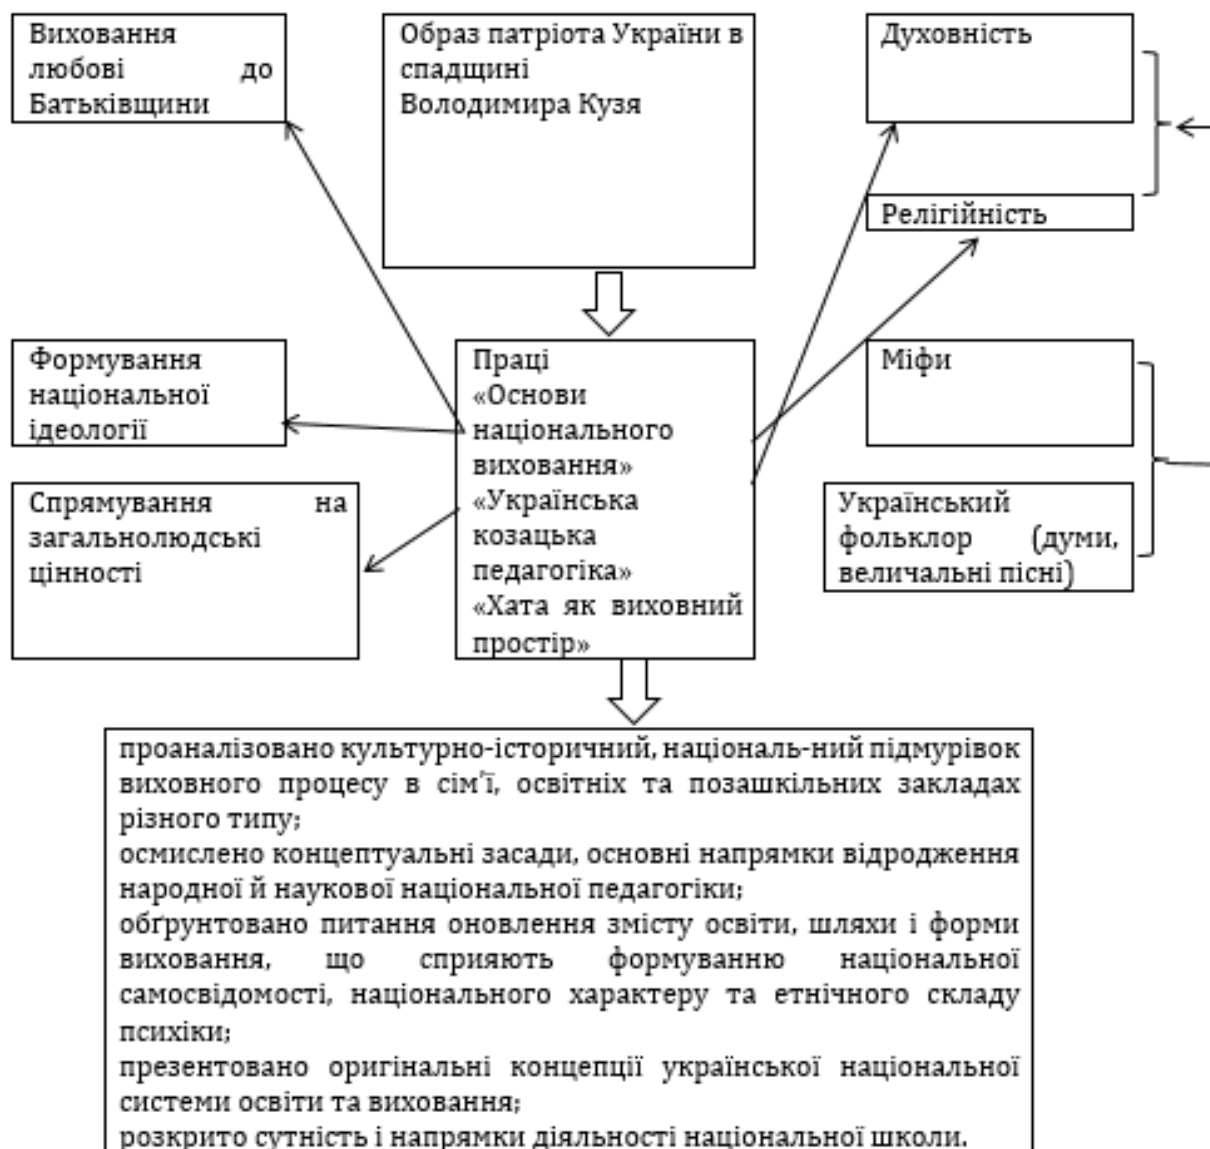 Виховання
любові до
Батьківщини
Образ патріота України в
спадщині
Володимира Кузя
Духовність
Релігійність
Формування
національної
ідеології
Праці
«Основи
національного
виховання»
«Українська
козацька
педагогіка»
«Хата як виховний
простір»
Міфи
Спрямування на
загальнолюдські
цінності
Український
фольклор (думи,
величальні пісні)
проаналізовано культурно-історичний, націонaль-ний підмурівок
виховного процесу в сім'ї, освітніх та позашкільних закладах
різного типу;
осмислено концептуальні засади, основні напрямки відродження
народної й наукової національної педагогіки;
обґрунтовано питання оновлення змісту освіти, шляхи і форми
виховання, що сприяють формуванню національної
самосвідомості, національного характеру та етнічного складу
психіки;
презентовано оригінальні концепції української національної
системи освіти та виховання;
розкрито сутність і напрямки діяльності національної школи.